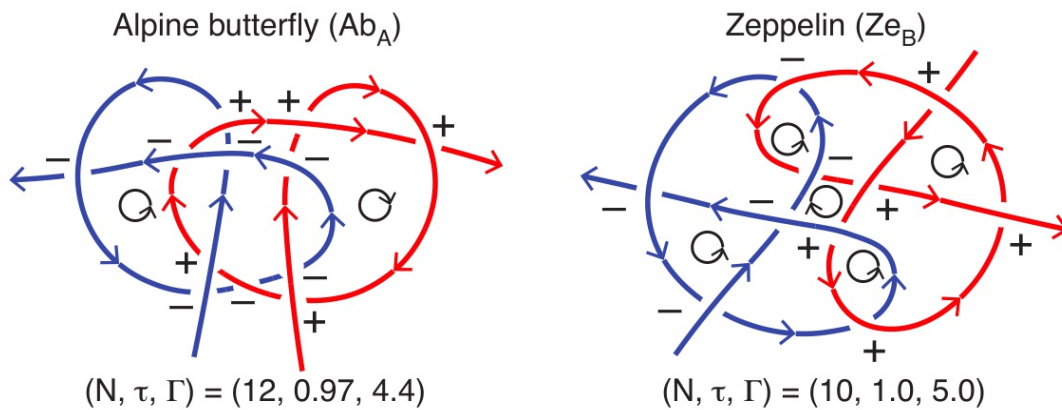 Alpine butterfly (Ab_A)
Zeppelin (Ze_B)
+ + +
− − − −
+ −
− −
+
− +
−
− − +
+ +
−
+
(N, τ, Γ) = (12, 0.97, 4.4)
(N, τ, Γ) = (10, 1.0, 5.0)